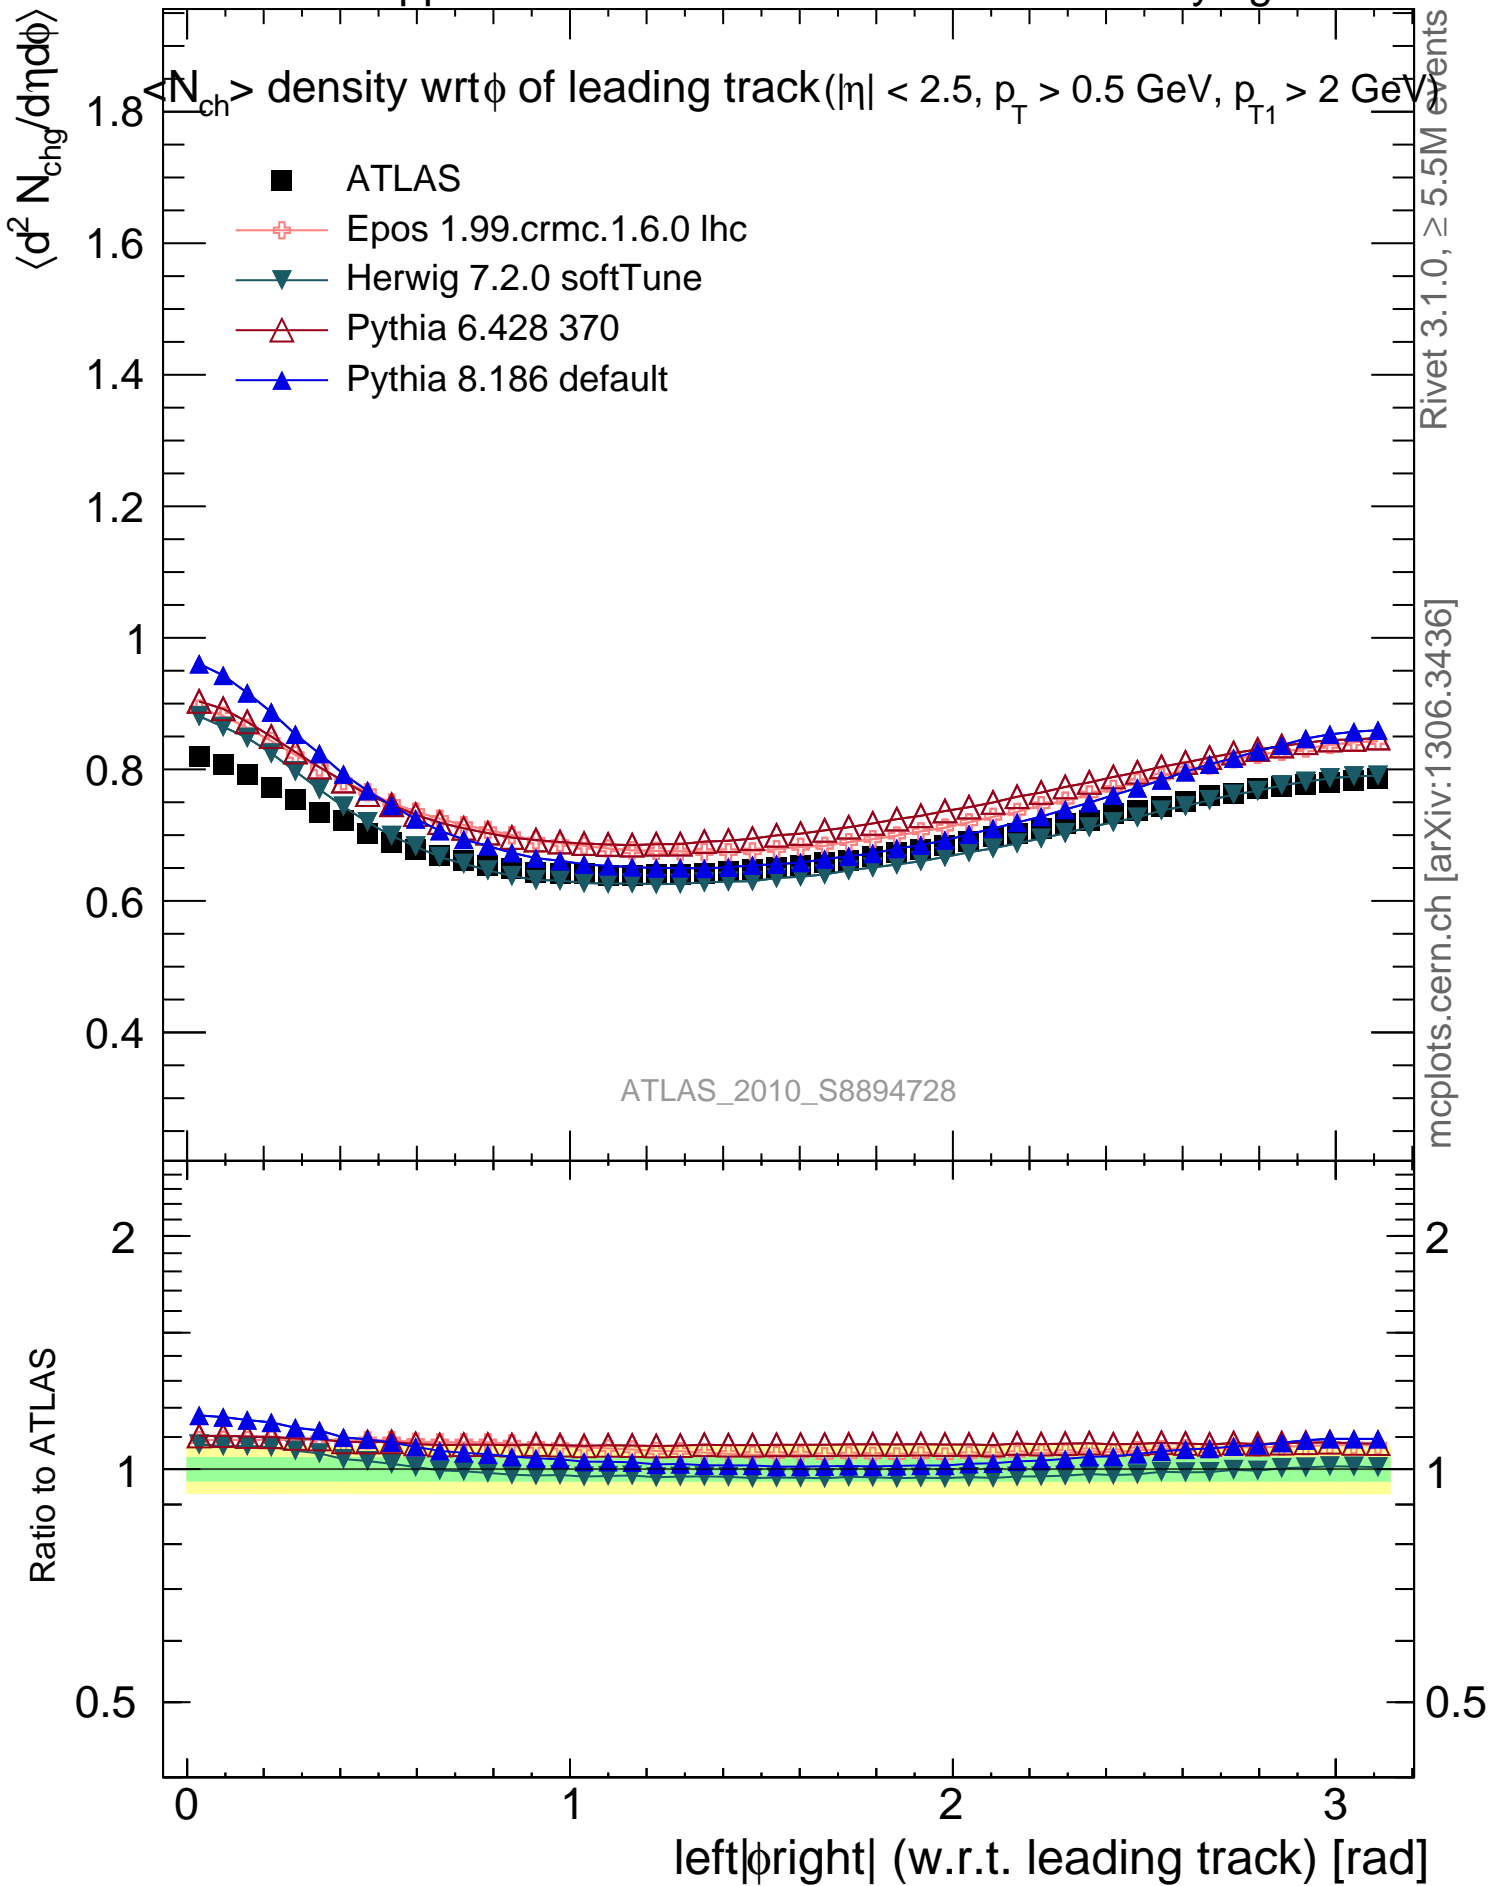 <N_ch> density wrt ϕ of leading track (|η| < 2.5, p_T > 0.5 GeV, p_T1 > 2 GeV)
⟨d² N_chg/dηdϕ⟩
ATLAS
Epos 1.99.crmc.1.6.0 lhc
Herwig 7.2.0 softTune
Pythia 6.428 370
Pythia 8.186 default
1.8
1.6
1.4
1.2
1
0.8
0.6
0.4
ATLAS_2010_S8894728
Rivet 3.1.0, ≥ 5.5M events
mcplots.cern.ch [arXiv:1306.3436]
Ratio to ATLAS
2
1
0.5
2
1
0.5
0 1 2 3
left|ϕright| (w.r.t. leading track) [rad]